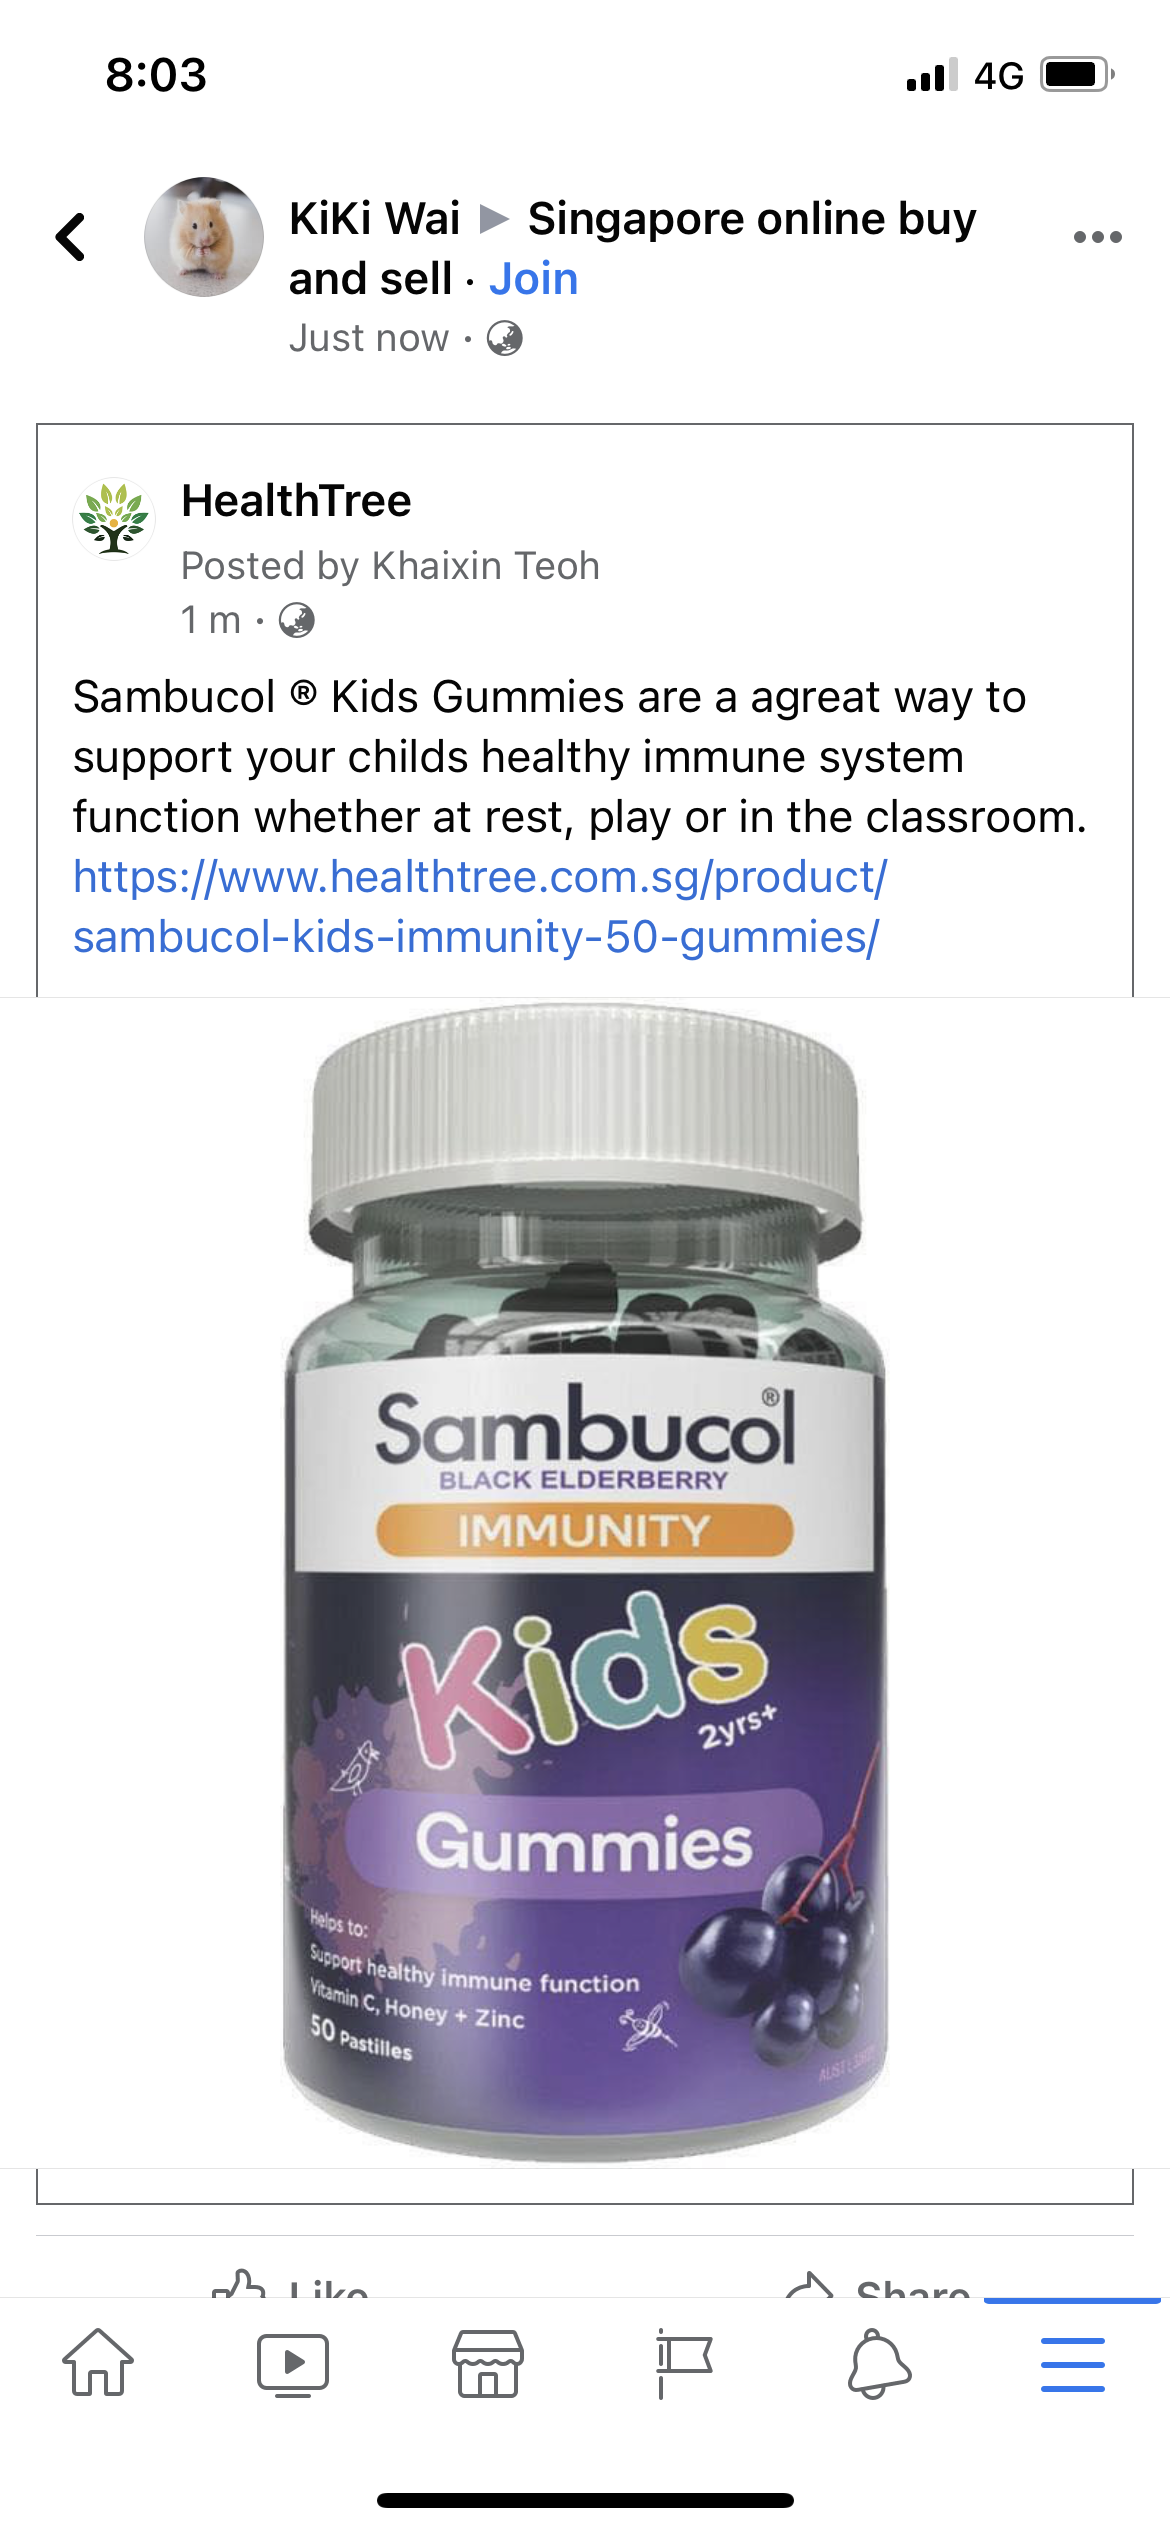 8:03
4G
KiKi Wai ▶ Singapore online buy
and sell · Join
Just now ·
HealthTree
Posted by Khaixin Teoh
1 m ·
Sambucol ® Kids Gummies are a agreat way to
support your childs healthy immune system
function whether at rest, play or in the classroom.
https://www.healthtree.com.sg/product/
sambucol-kids-immunity-50-gummies/
Sambucol®
BLACK ELDERBERRY
IMMUNITY
Kids
2yrs+
Gummies
Helps to:
Support healthy immune function
Vitamin C, Honey + Zinc
50 Pastilles
AUST L
Like
Share